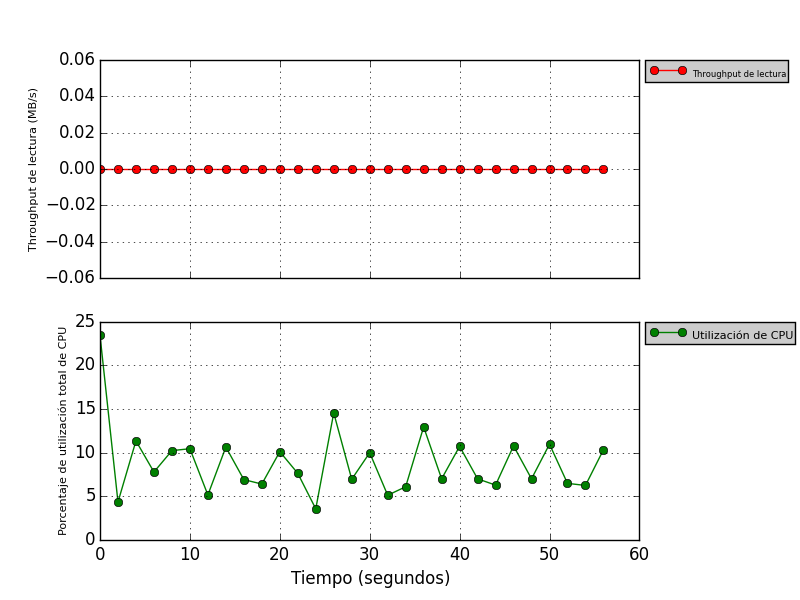 0.06
0.04
0.02
0.00
−0.02
−0.04
−0.06
Throughput de lectura (MB/s)
Throughput de lectura
25
20
15
10
5
0
Porcentaje de utilización total de CPU
Utilización de CPU
0 10 20 30 40 50 60
Tiempo (segundos)